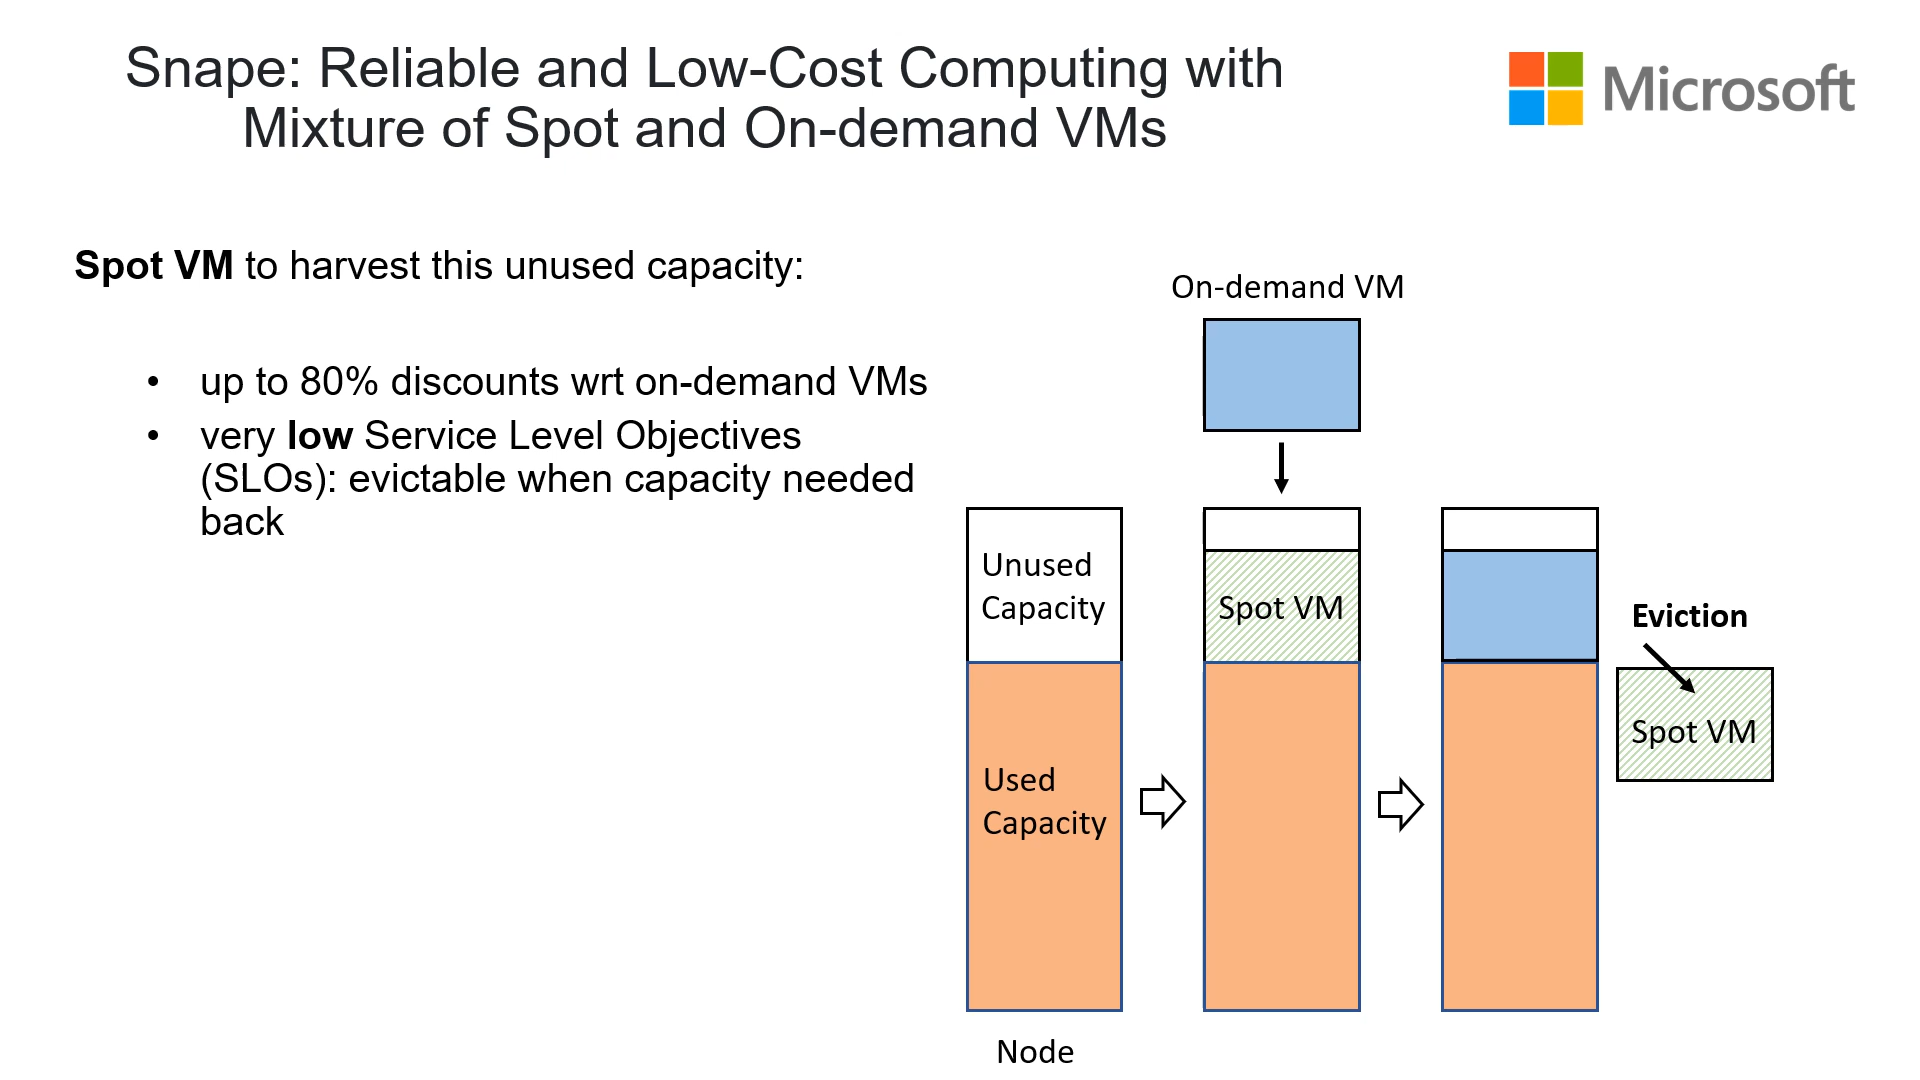 Snape: Reliable and Low-Cost Computing with
Mixture of Spot and On-demand VMs
Microsoft
Spot VM to harvest this unused capacity:
• up to 80% discounts wrt on-demand VMs
• very low Service Level Objectives
(SLOs): evictable when capacity needed
back
On-demand VM
Unused
Capacity
Spot VM
Eviction
Spot VM
Used
Capacity
Node